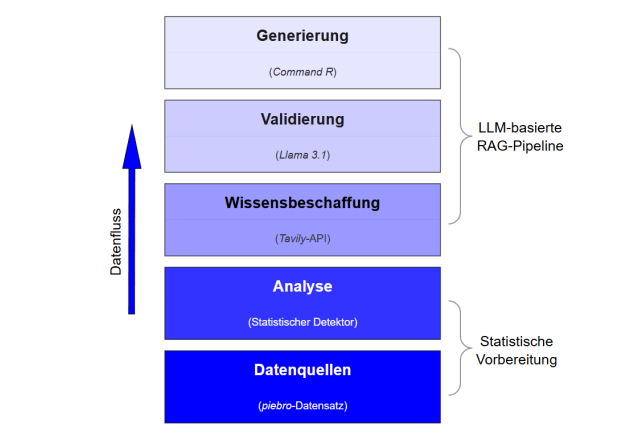 Generierung
(Command R)
Validierung
(Llama 3.1)
LLM-basierte
RAG-Pipeline
Wissensbeschaffung
(Tavily-API)
Datenfluss
Analyse
(Statistischer Detektor)
Statistische
Vorbereitung
Datenquellen
(piebro-Datensatz)